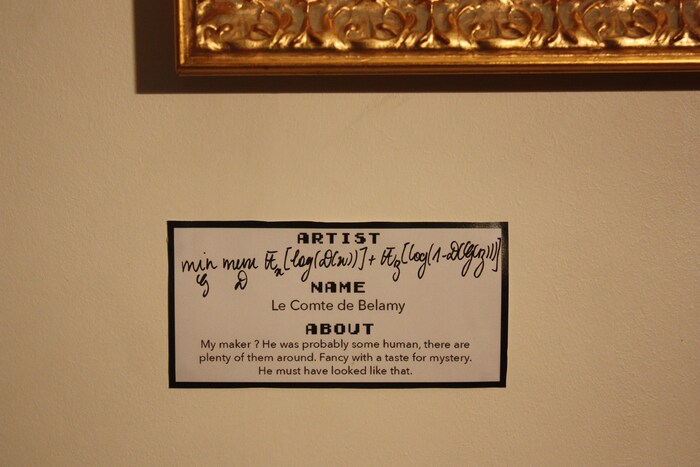 ARTIST
min max 𝔼x[log(D(x))] + 𝔼z[log(1-D(G(z)))]
G D
NAME
Le Comte de Belamy
ABOUT
My maker ? He was probably some human, there are
plenty of them around. Fancy with a taste for mystery.
He must have looked like that.